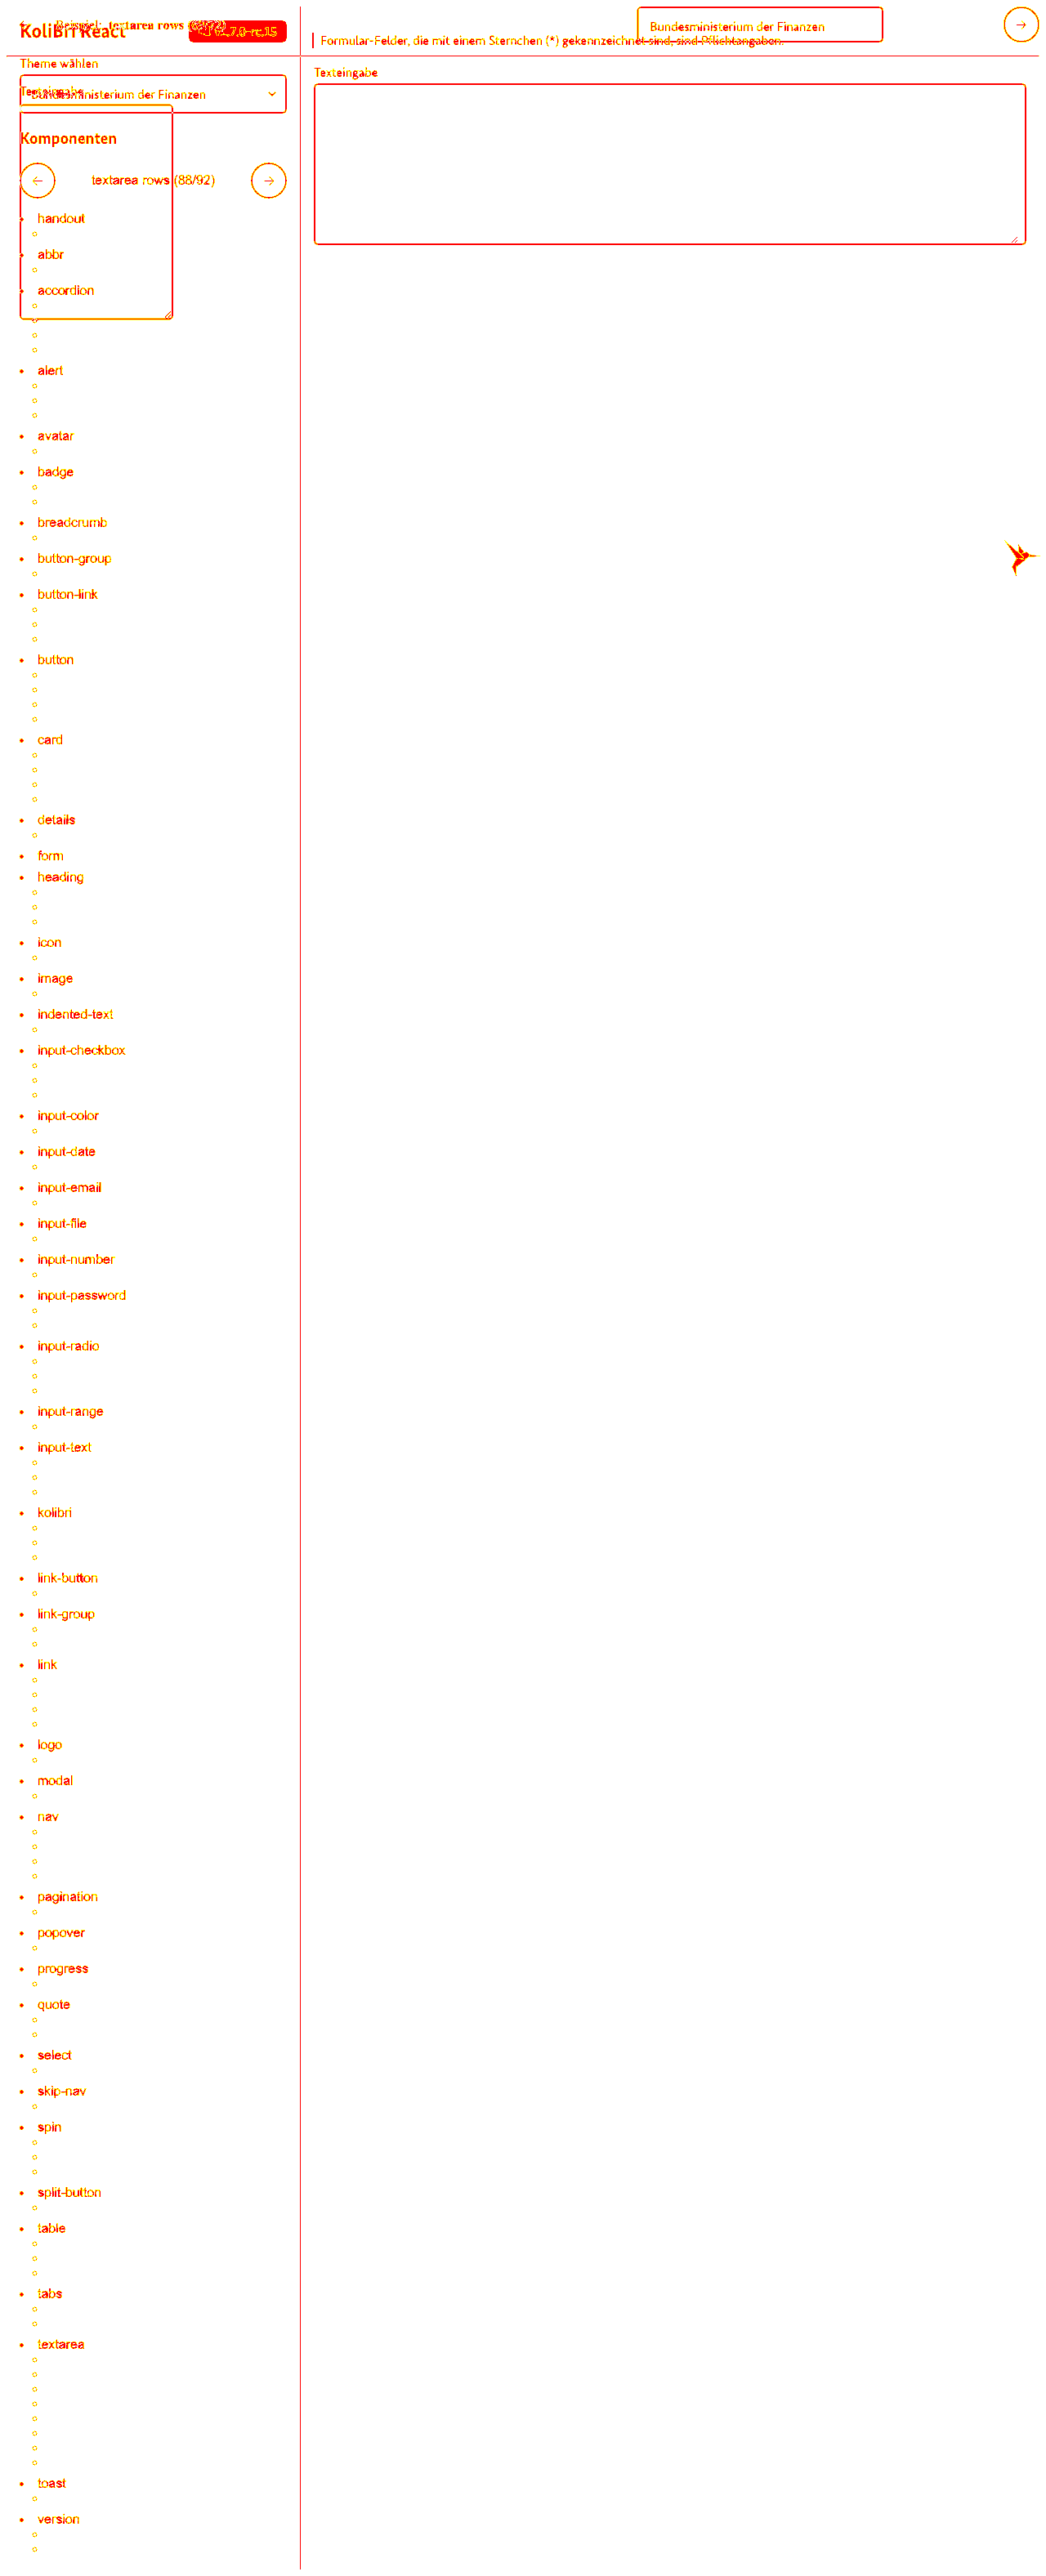 Beispiel: textarea rows
KoliBri React
Bundesministerium der Finanzen
Formular-Felder, die mit einem Sternchen (*) gekennzeichnet sind, sind Pflichtangaben.
Theme wählen
Texteingabe
Texteingabe
Bundesministerium der Finanzen
Komponenten
textarea rows (88/92)
handout
abbr
accordion
alert
avatar
badge
breadcrumb
button-group
button-link
button
card
details
form
heading
icon
image
indented-text
input-checkbox
input-color
input-date
input-email
input-file
input-number
input-password
input-radio
input-range
input-text
kolibri
link-button
link-group
link
logo
modal
nav
pagination
popover
progress
quote
select
skip-nav
spin
split-button
table
tabs
textarea
toast
version